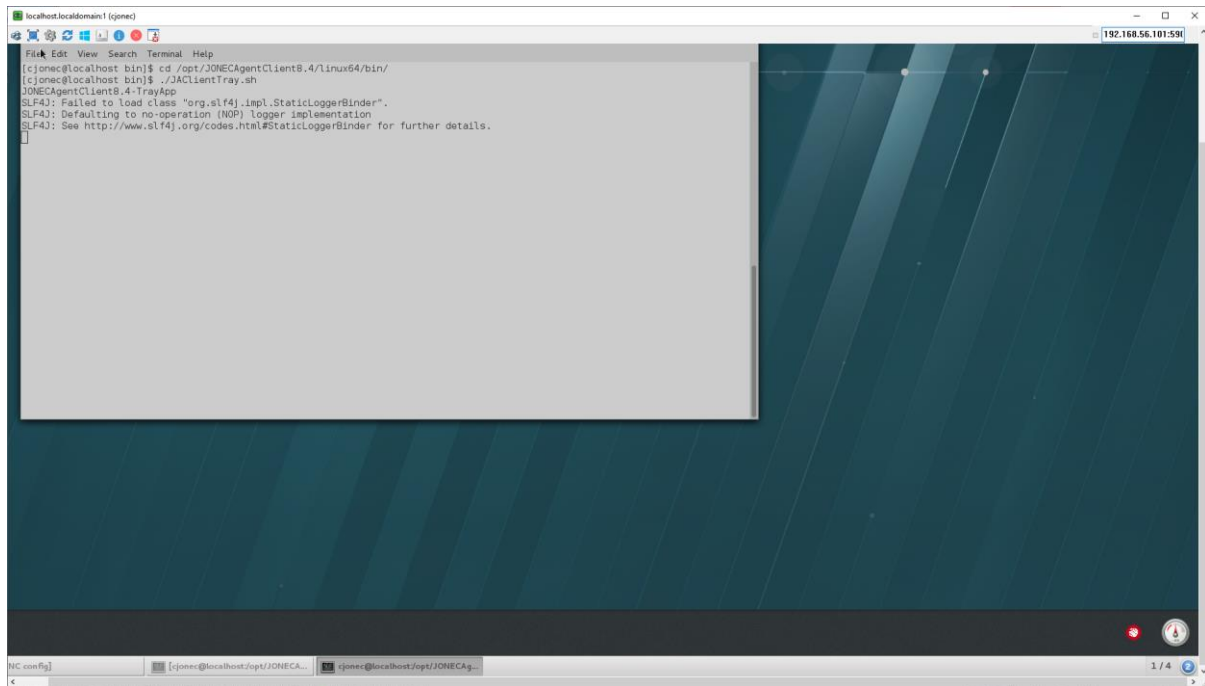 localhost.localdomain:1 (cjonec)
192.168.56.101:590
File Edit View Search Terminal Help
[cjonec@localhost bin]$ cd /opt/JONECAgentClient8.4/linux64/bin/
[cjonec@localhost bin]$ ./JAClientTray.sh
JONECAgentClient8.4-TrayApp
SLF4J: Failed to load class "org.slf4j.impl.StaticLoggerBinder".
SLF4J: Defaulting to no-operation (NOP) logger implementation
SLF4J: See http://www.slf4j.org/codes.html#StaticLoggerBinder for further details.
NC config]
[cjonec@localhost:/opt/JONECA...
cjonec@localhost:/opt/JONECAg...
1 / 4
2